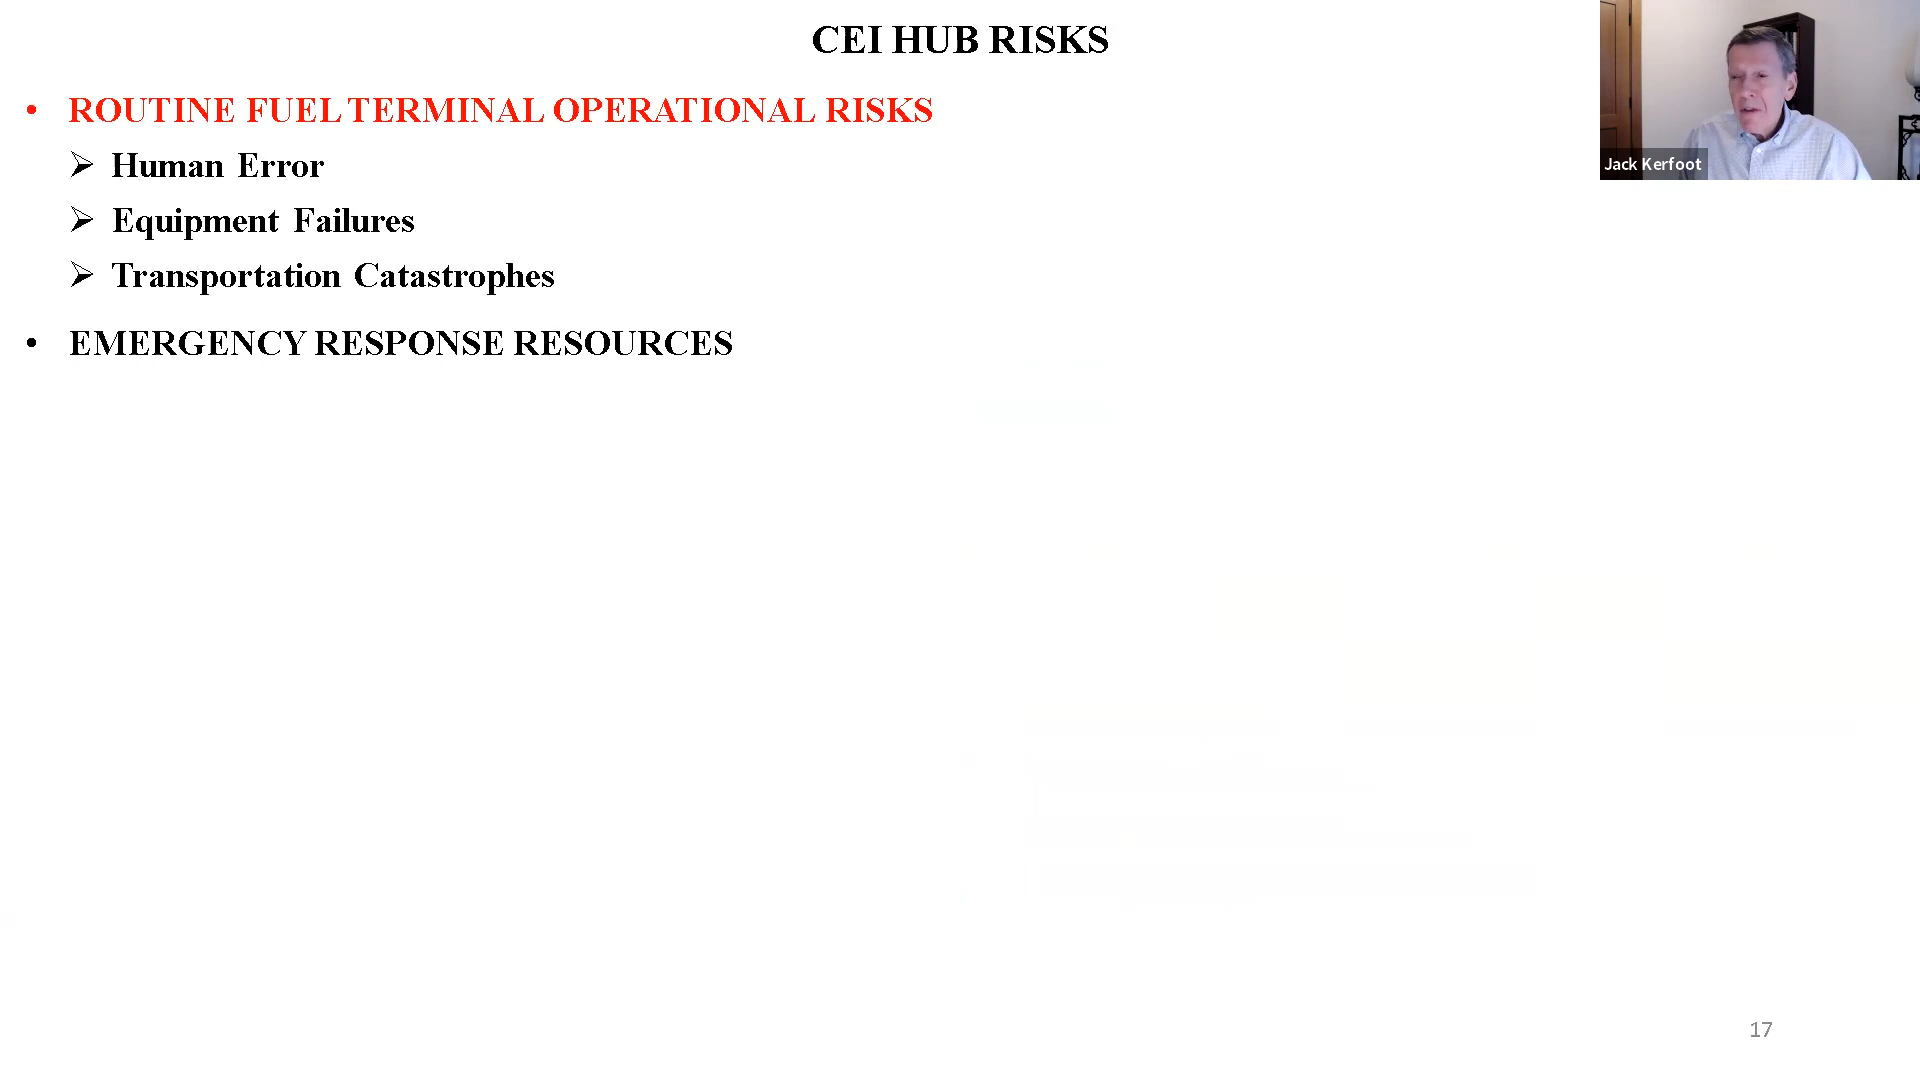 CEI HUB RISKS
• ROUTINE FUEL TERMINAL OPERATIONAL RISKS
➢ Human Error
➢ Equipment Failures
➢ Transportation Catastrophes
• EMERGENCY RESPONSE RESOURCES
Jack Kerfoot
17